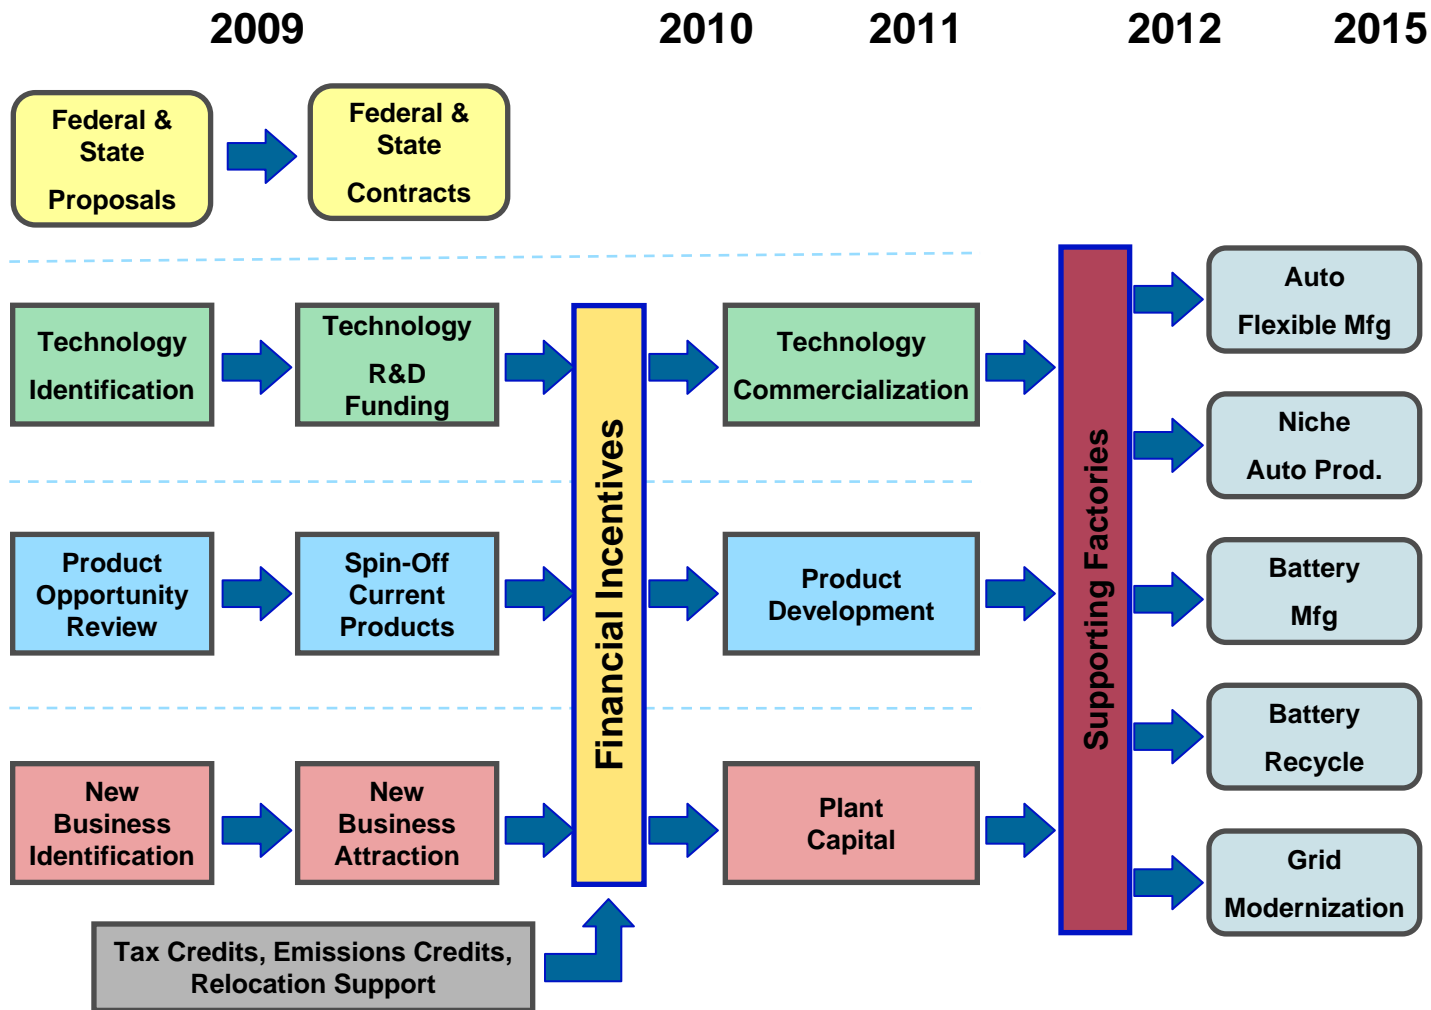 2009 2010 2011 2012 2015
Federal &
State
Proposals
Federal &
State
Contracts
Technology
Identification
Technology
R&D
Funding
Financial Incentives
Technology
Commercialization
Supporting Factories
Auto
Flexible Mfg
Niche
Auto Prod.
Product
Opportunity
Review
Spin-Off
Current
Products
Product
Development
Battery
Mfg
Battery
Recycle
New
Business
Identification
New
Business
Attraction
Plant
Capital
Grid
Modernization
Tax Credits, Emissions Credits,
Relocation Support